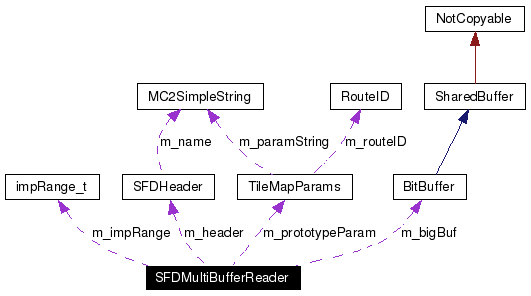 NotCopyable
MC2SimpleString
RouteID
SharedBuffer
m_name
m_paramString
m_routeID
impRange_t
SFDHeader
TileMapParams
BitBuffer
m_impRange
m_header
m_prototypeParam
m_bigBuf
SFDMultiBufferReader